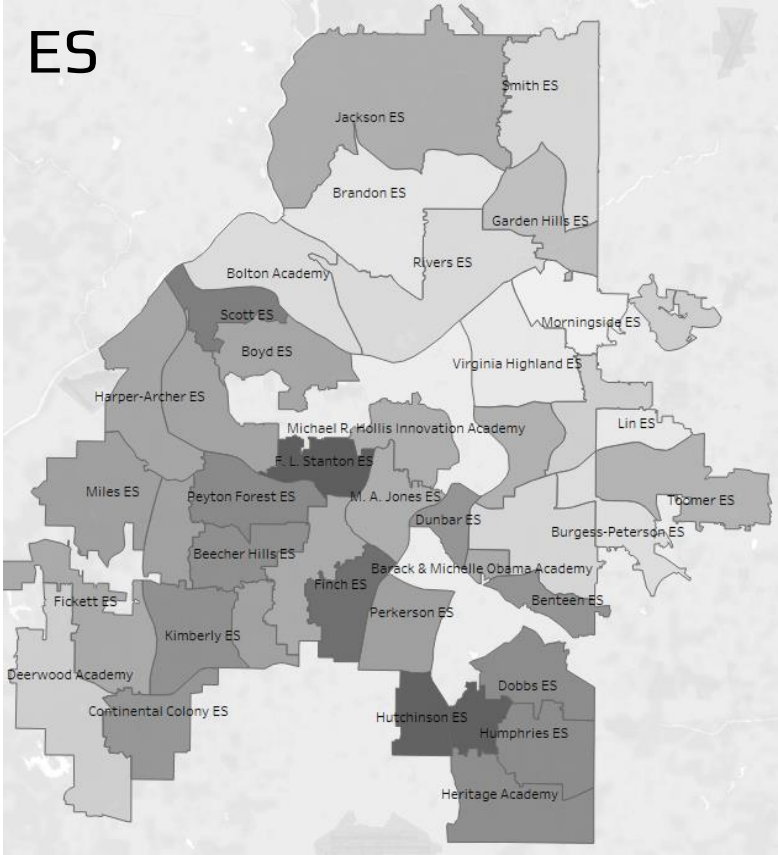 ES
Smith ES
Jackson ES
Brandon ES
Garden Hills ES
Rivers ES
Bolton Academy
Scott ES
Morningside ES
Boyd ES
Virginia Highland ES
Harper-Archer ES
Lin ES
Michael R. Hollis Innovation Academy
F. L. Stanton ES
Miles ES
Peyton Forest ES
M. A. Jones ES
Toomer ES
Dunbar ES
Burgess-Peterson ES
Beecher Hills ES
Barack & Michelle Obama Academy
Finch ES
Fickett ES
Benteen ES
Perkerson ES
Kimberly ES
Deerwood Academy
Dobbs ES
Continental Colony ES
Hutchinson ES
Humphries ES
Heritage Academy